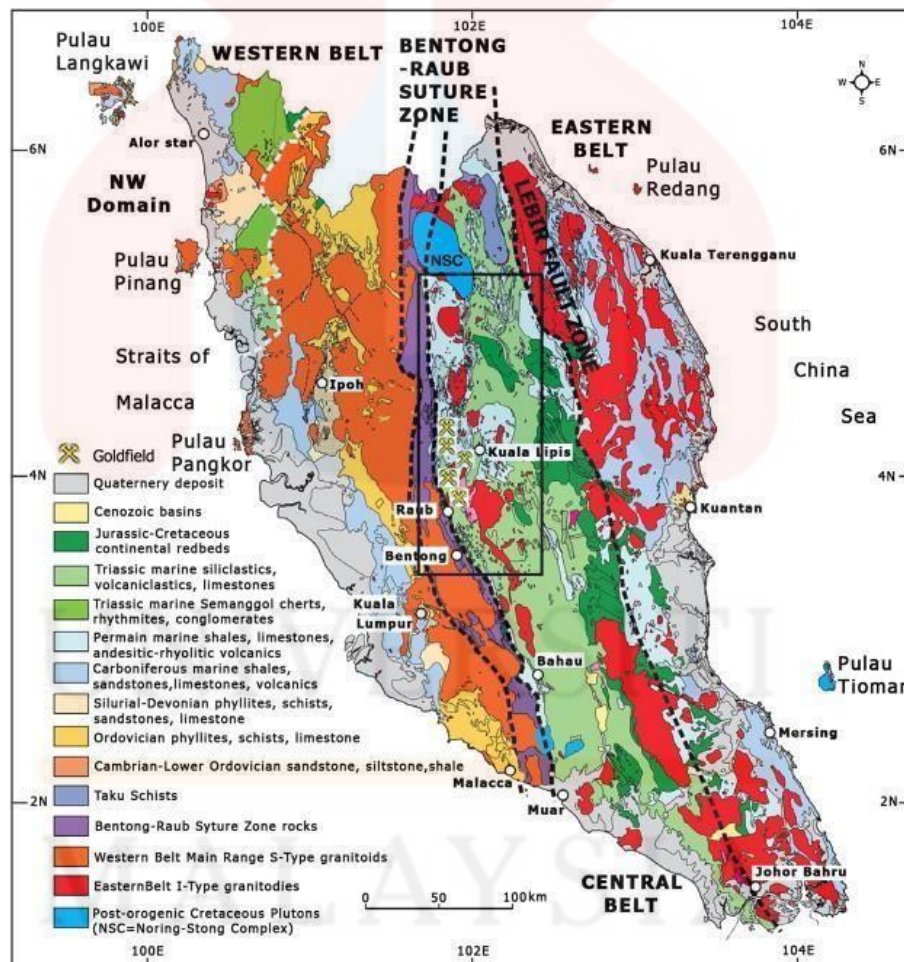 100E
102E
104E
Pulau
Langkawi
WESTERN BELT
BENTONG
-RAUB
SUTURE
ZONE
N
W
E
S
6N
Alor star
EASTERN
BELT
Pulau
Redang
6N
NW
Domain
LEBIR FAULT ZONE
NSC
Kuala Terengganu
Pulau
Pinang
South
China
Sea
Straits of
Malacca
Ipoh
Pulau
Pangkor
Kuala Lipis
4N
4N
Raub
Kuantan
Bentong
Kuala
Lumpur
Bahau
Pulau
Tioman
Mersing
Malacca
Muar
2N
2N
Johor Bahru
CENTRAL
BELT
Goldfield
Quaternery deposit
Cenozoic basins
Jurassic-Cretaceous
continental redbeds
Triassic marine siliclastics,
volcaniclastics, limestones
Triassic marine Semanggol cherts,
rhythmites, conglomerates
Permain marine shales, limestones,
andesitic-rhyolitic volcanics
Carboniferous marine shales,
sandstones,limestones, volcanics
Silurial-Devonian phyllites, schists,
sandstones, limestone
Ordovician phyllites, schists, limestone
Cambrian-Lower Ordovician sandstone, siltstone,shale
Taku Schists
Bentong-Raub Syture Zone rocks
Western Belt Main Range S-Type granitoids
EasternBelt I-Type granitodies
Post-orogenic Cretaceous Plutons
(NSC=Noring-Stong Complex)
0 50 100km
100E
102E
104E
MALAYSIA